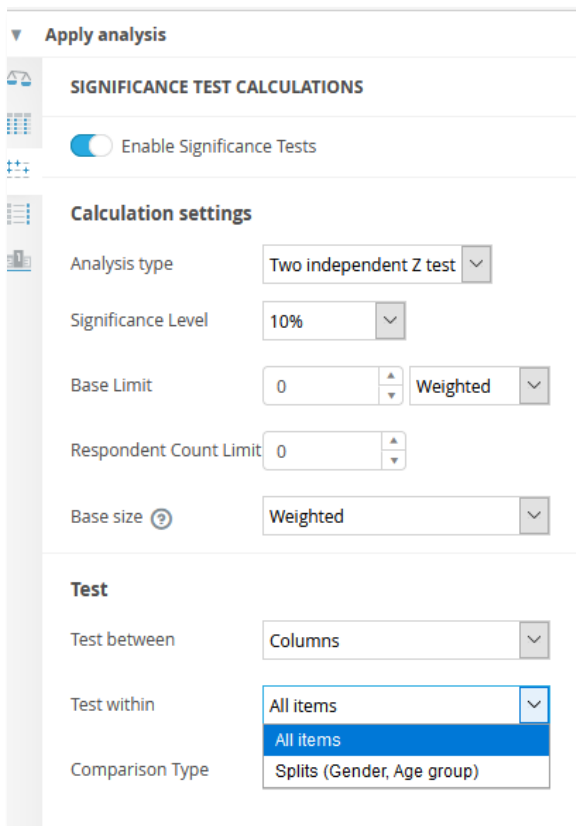 Apply analysis
SIGNIFICANCE TEST CALCULATIONS
Enable Significance Tests
Calculation settings
Analysis type Two independent Z test
Significance Level 10%
Base Limit 0 Weighted
Respondent Count Limit 0
Base size ? Weighted
Test
Test between Columns
Test within All items
All items
Comparison Type Splits (Gender, Age group)